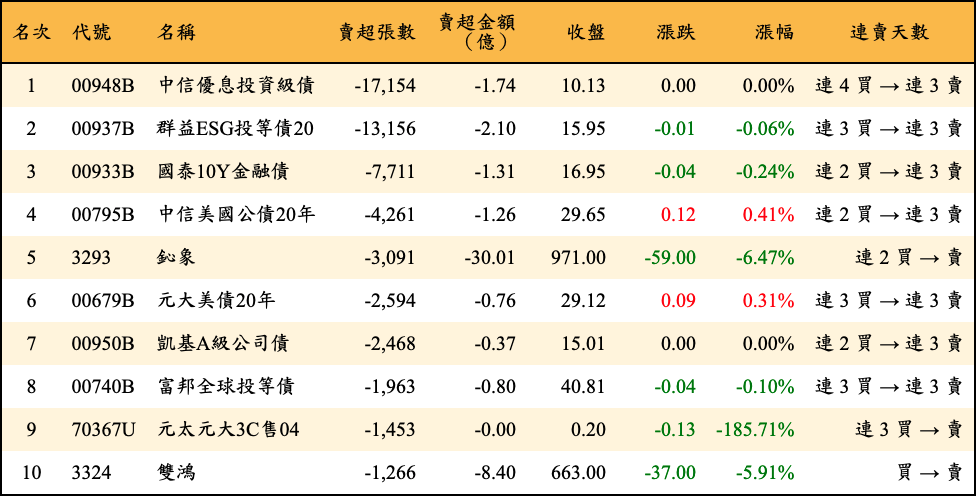 名次 代號 名稱 賣超張數 賣超金額（億） 收盤 漲跌 漲幅 連賣天數
1 00948B 中信優息投資級債 -17,154 -1.74 10.13 0.00 0.00% 連 4 買 → 連 3 賣
2 00937B 群益ESG投等債20 -13,156 -2.10 15.95 -0.01 -0.06% 連 3 買 → 連 3 賣
3 00933B 國泰10Y金融債 -7,711 -1.31 16.95 -0.04 -0.24% 連 2 買 → 連 3 賣
4 00795B 中信美國公債20年 -4,261 -1.26 29.65 0.12 0.41% 連 2 買 → 連 3 賣
5 3293 鈊象 -3,091 -30.01 971.00 -59.00 -6.47% 連 2 買 → 賣
6 00679B 元大美債20年 -2,594 -0.76 29.12 0.09 0.31% 連 3 買 → 連 3 賣
7 00950B 凱基A級公司債 -2,468 -0.37 15.01 0.00 0.00% 連 2 買 → 連 3 賣
8 00740B 富邦全球投等債 -1,963 -0.80 40.81 -0.04 -0.10% 連 3 買 → 連 3 賣
9 70367U 元太元大3C售04 -1,453 -0.00 0.20 -0.13 -185.71% 連 3 買 → 賣
10 3324 雙鴻 -1,266 -8.40 663.00 -37.00 -5.91% 買 → 賣